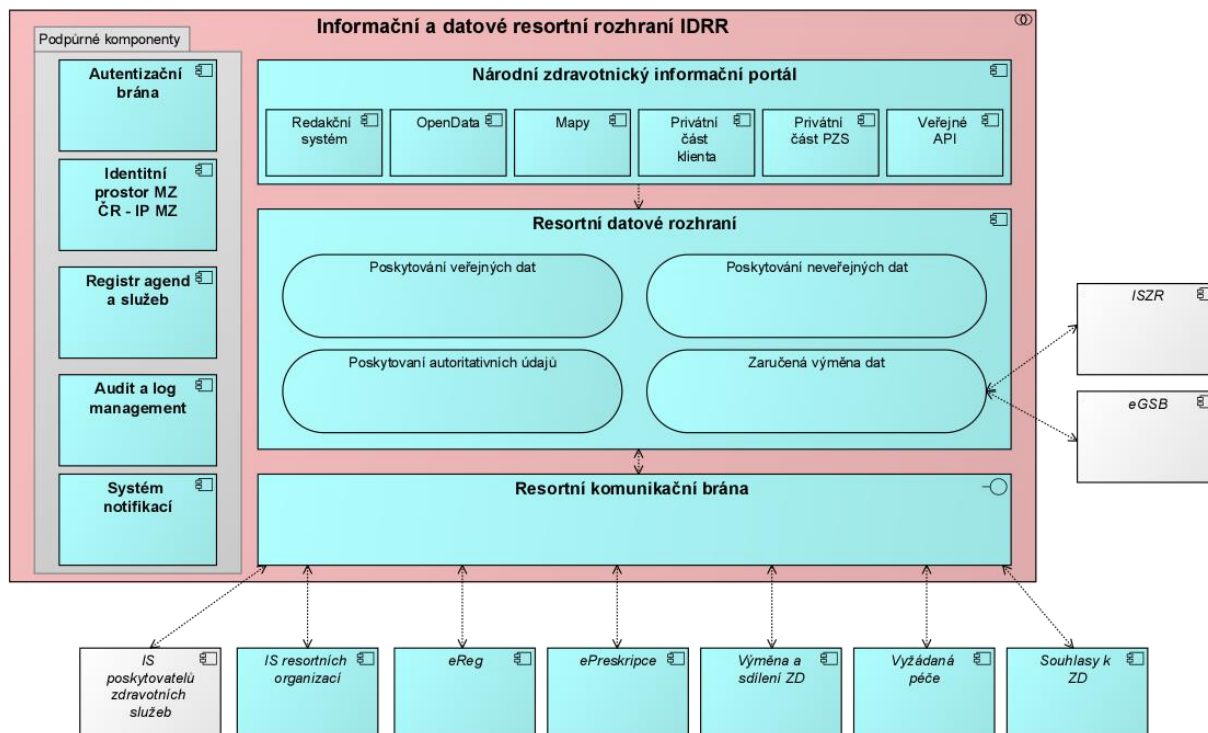 Informační a datové resortní rozhraní IDRR
Podpůrné komponenty
Autentizační
brána
Identitní
prostor MZ
ČR - IP MZ
Registr agend
a služeb
Audit a log
management
Systém
notifikací
Národní zdravotnický informační portál
Redakční
systém
OpenData
Mapy
Privátní
část
klienta
Privátní
část PZS
Veřejné
API
Resortní datové rozhraní
Poskytování veřejných dat
Poskytování neveřejných dat
Poskytovaní autoritativních údajů
Zaručená výměna dat
ISZR
eGSB
Resortní komunikační brána
IS
poskytovatelů
zdravotních
služeb
IS resortních
organizací
eReg
ePreskripce
Výměna a
sdílení ZD
Vyžádaná
péče
Souhlasy k
ZD